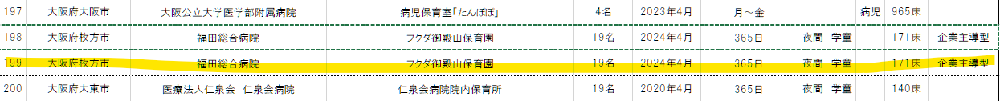 197 大阪府大阪市 大阪公立大学医学部附属病院 病児保育室「たんぽぽ」 4名 2023年4月 月～金 病児 965床
198 大阪府枚方市 福田総合病院 フクダ御殿山保育園 19名 2024年4月 365日 夜間 学童 171床 企業主導型
199 大阪府枚方市 福田総合病院 フクダ御殿山保育園 19名 2024年4月 365日 夜間 学童 171床 企業主導型
200 大阪府大東市 医療法人仁泉会 仁泉会病院 仁泉会病院院内保育所 19名 2020年4月 365日 夜間 学童 140床